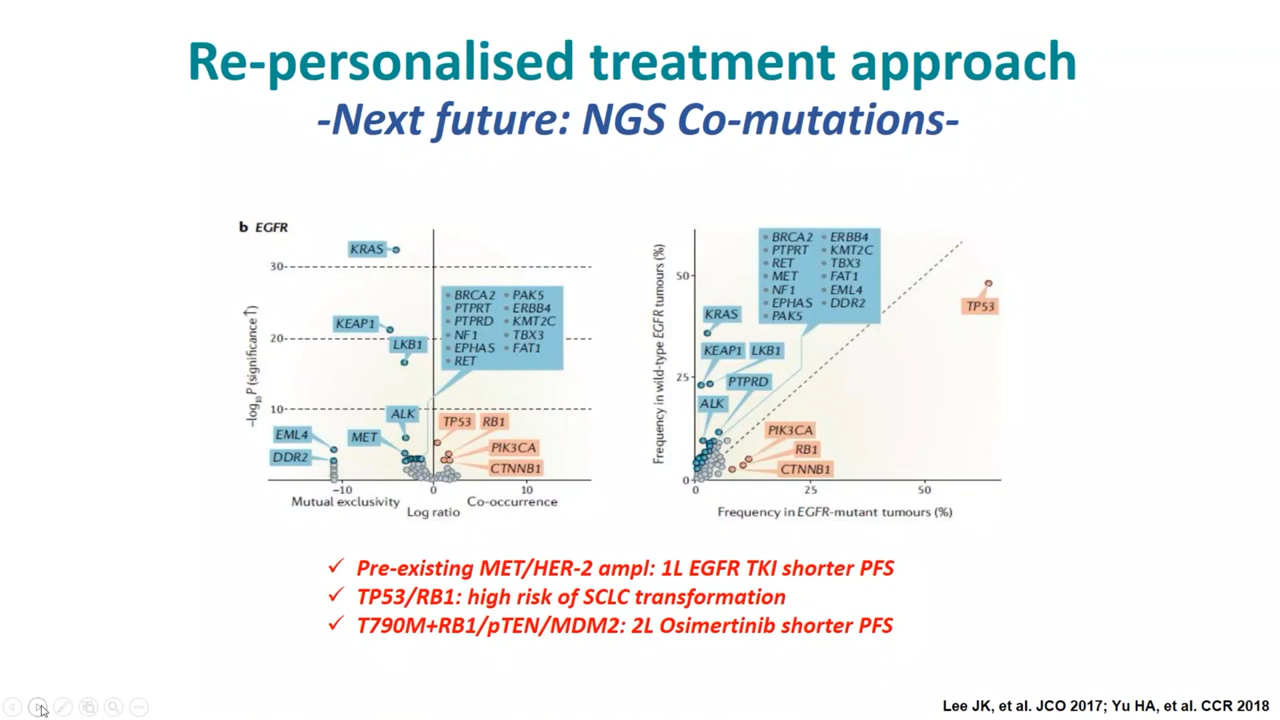 Re-personalised treatment approach
-Next future: NGS Co-mutations-
b EGFR
KRAS
30
KEAP1
20
LKB1
BRCA2 PAK5
PTPRT ERBB4
PTPRD KMT2C
NF1 TBX3
EPHAS FAT1
RET
10
ALK
TP53 RB1
EML4
MET
PIK3CA
DDR2
CTNNB1
0
−log10 P (significance ↑)
−10 0 10
Mutual exclusivity Co-occurrence
Log ratio
BRCA2 ERBB4
PTPRT KMT2C
RET TBX3
MET FAT1
NF1 EML4
EPHAS DDR2
PAK5
50
TP53
KRAS
KEAP1 LKB1
25
PTPRD
ALK
PIK3CA
RB1
CTNNB1
0
Frequency in wild-type EGFR tumours (%)
0 25 50
Frequency in EGFR-mutant tumours (%)
✓ Pre-existing MET/HER-2 ampl: 1L EGFR TKI shorter PFS
✓ TP53/RB1: high risk of SCLC transformation
✓ T790M+RB1/pTEN/MDM2: 2L Osimertinib shorter PFS
Lee JK, et al. JCO 2017; Yu HA, et al. CCR 2018